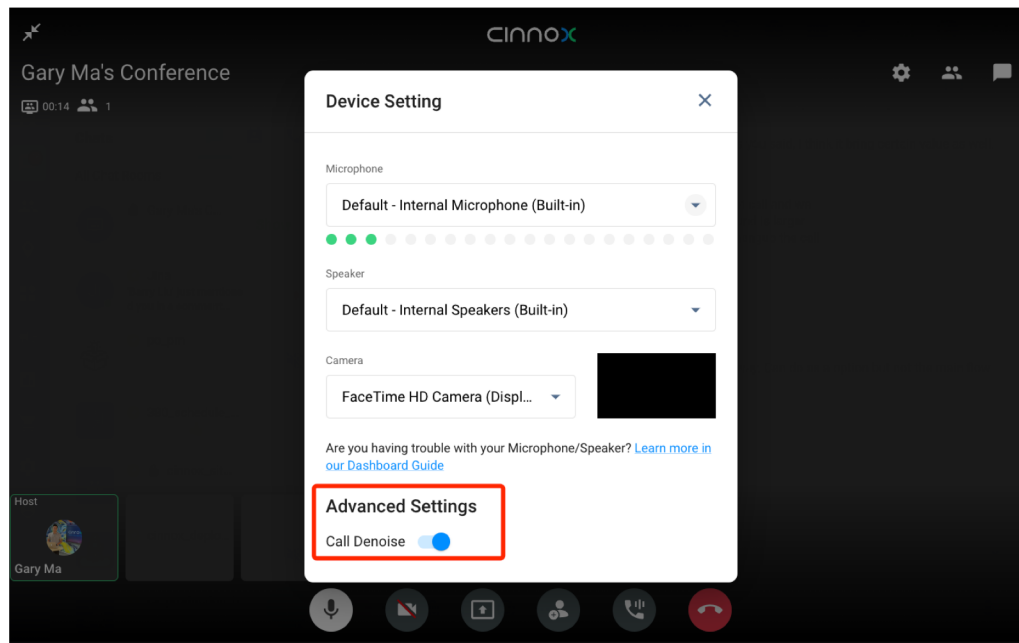 CINNOX
Gary Ma's Conference
00:14 1
Device Setting
Microphone
Default - Internal Microphone (Built-in)
Speaker
Default - Internal Speakers (Built-in)
Camera
FaceTime HD Camera (Displ...
Are you having trouble with your Microphone/Speaker? Learn more in
our Dashboard Guide
Advanced Settings
Call Denoise
Host
Gary Ma